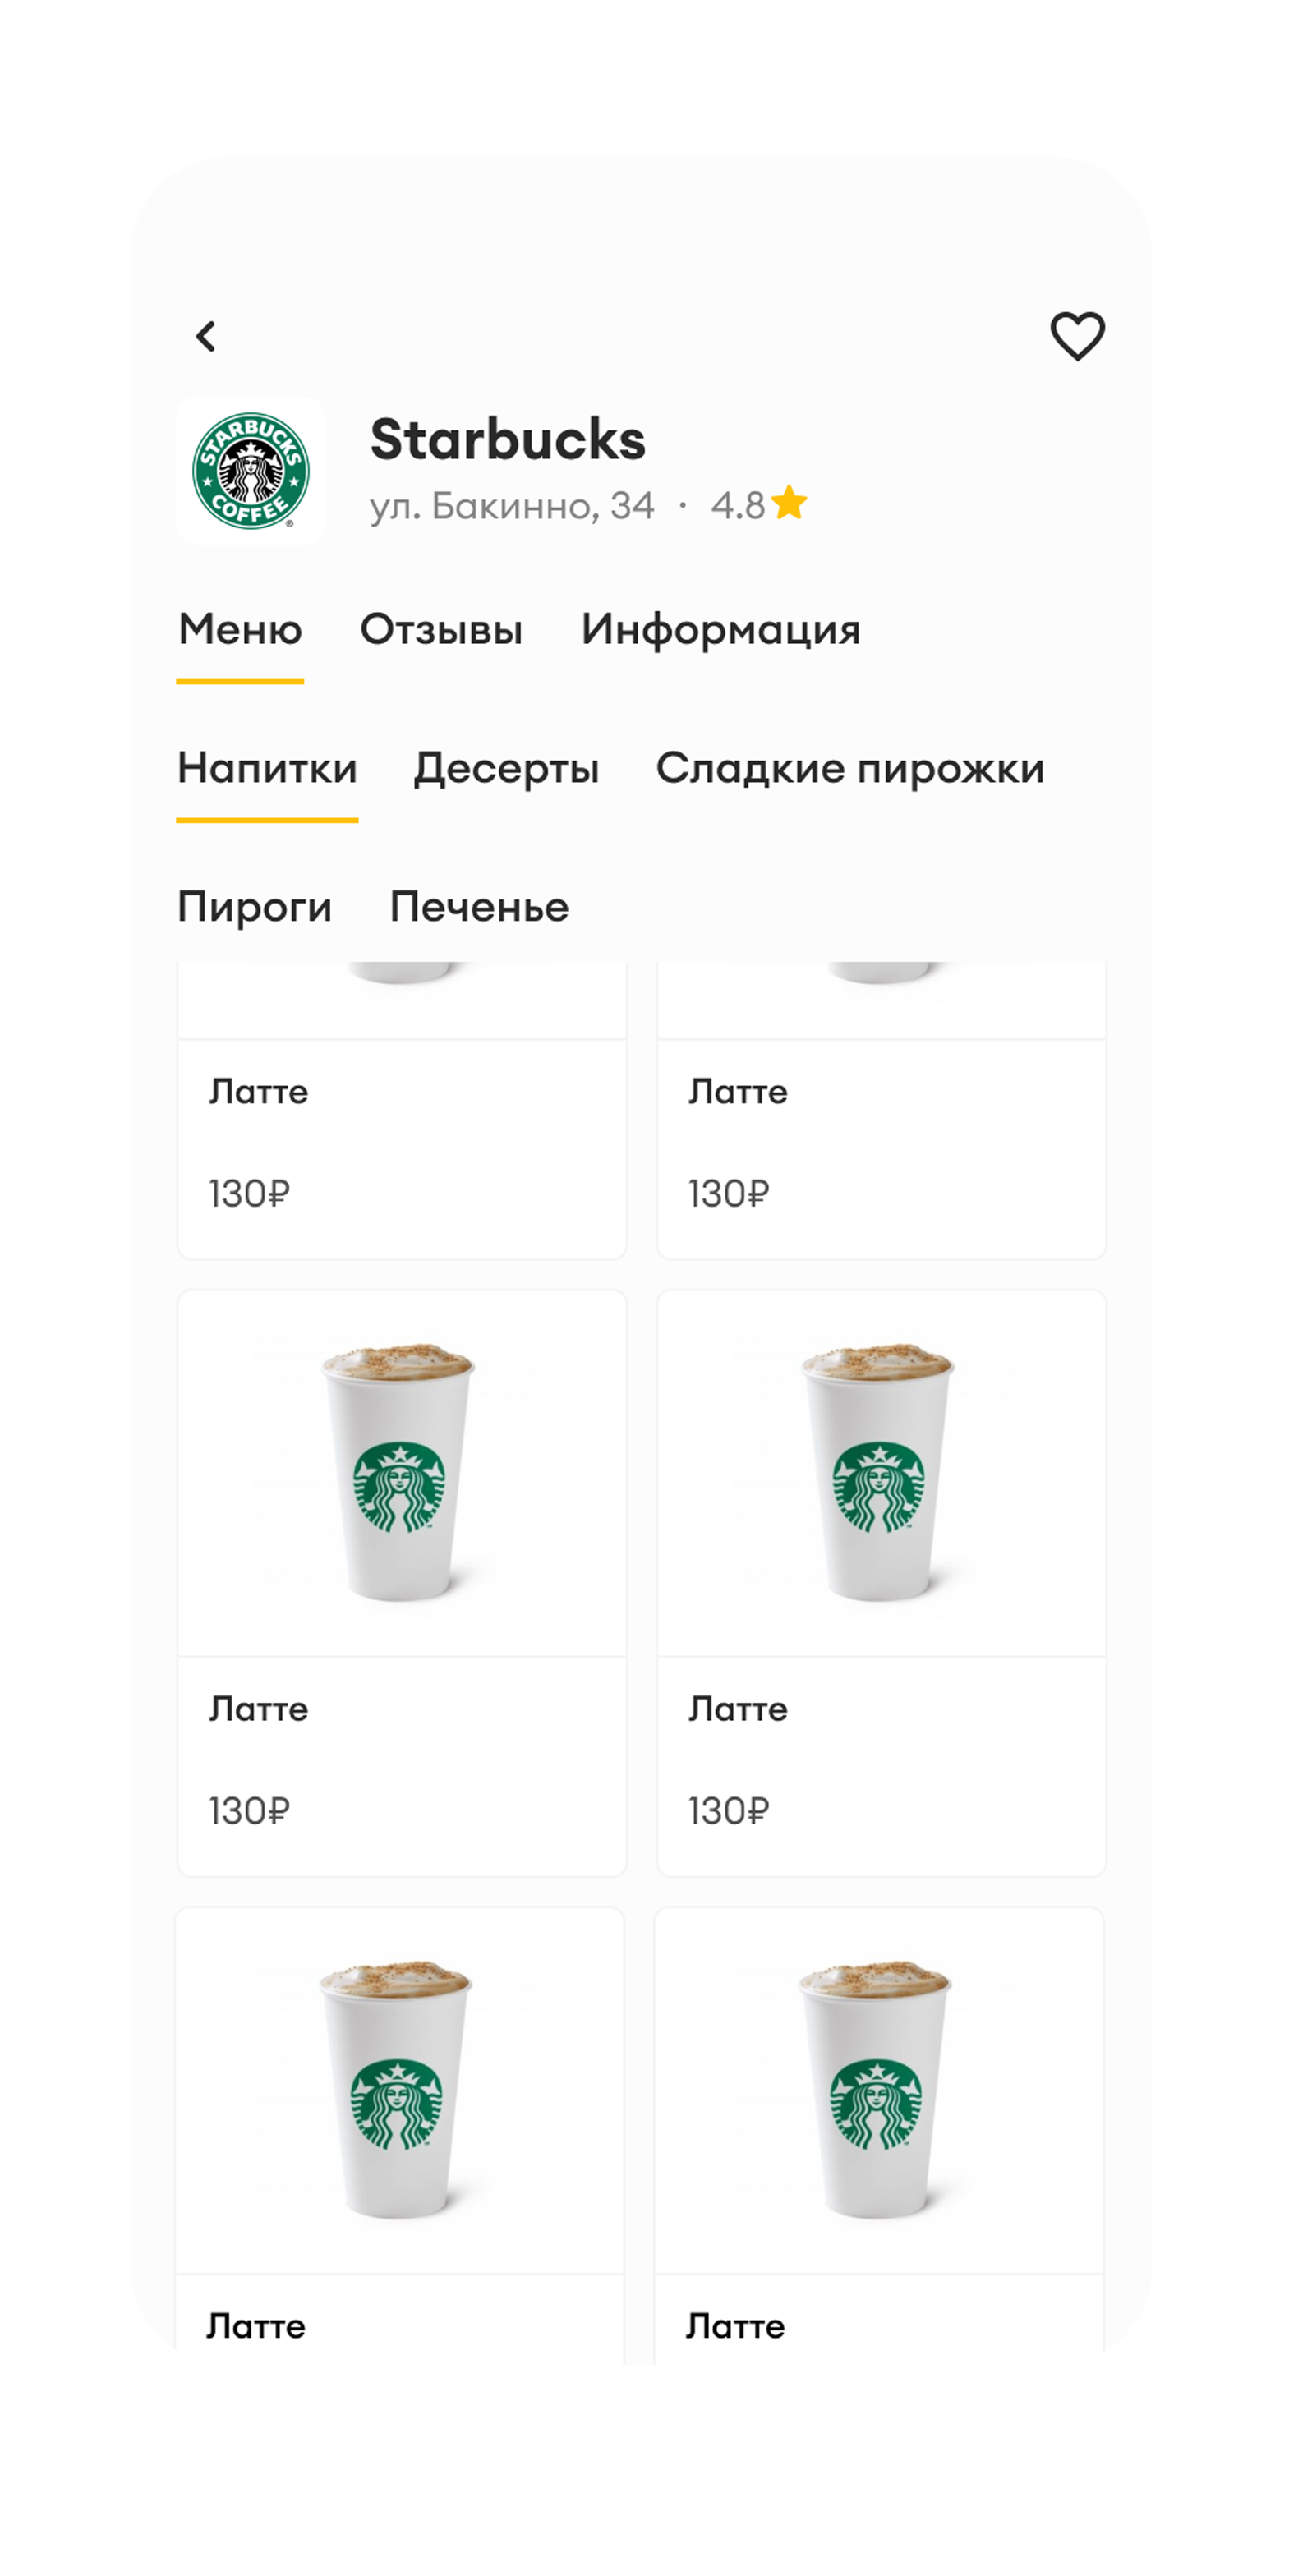 STARBUCKS
COFFEE
®
Starbucks
ул. Бакинно, 34 · 4.8
Меню Отзывы Информация
Напитки Десерты Сладкие пирожки
Пироги Печенье
Латте Латте
130₽ 130₽
Латте Латте
130₽ 130₽
Латте Латте